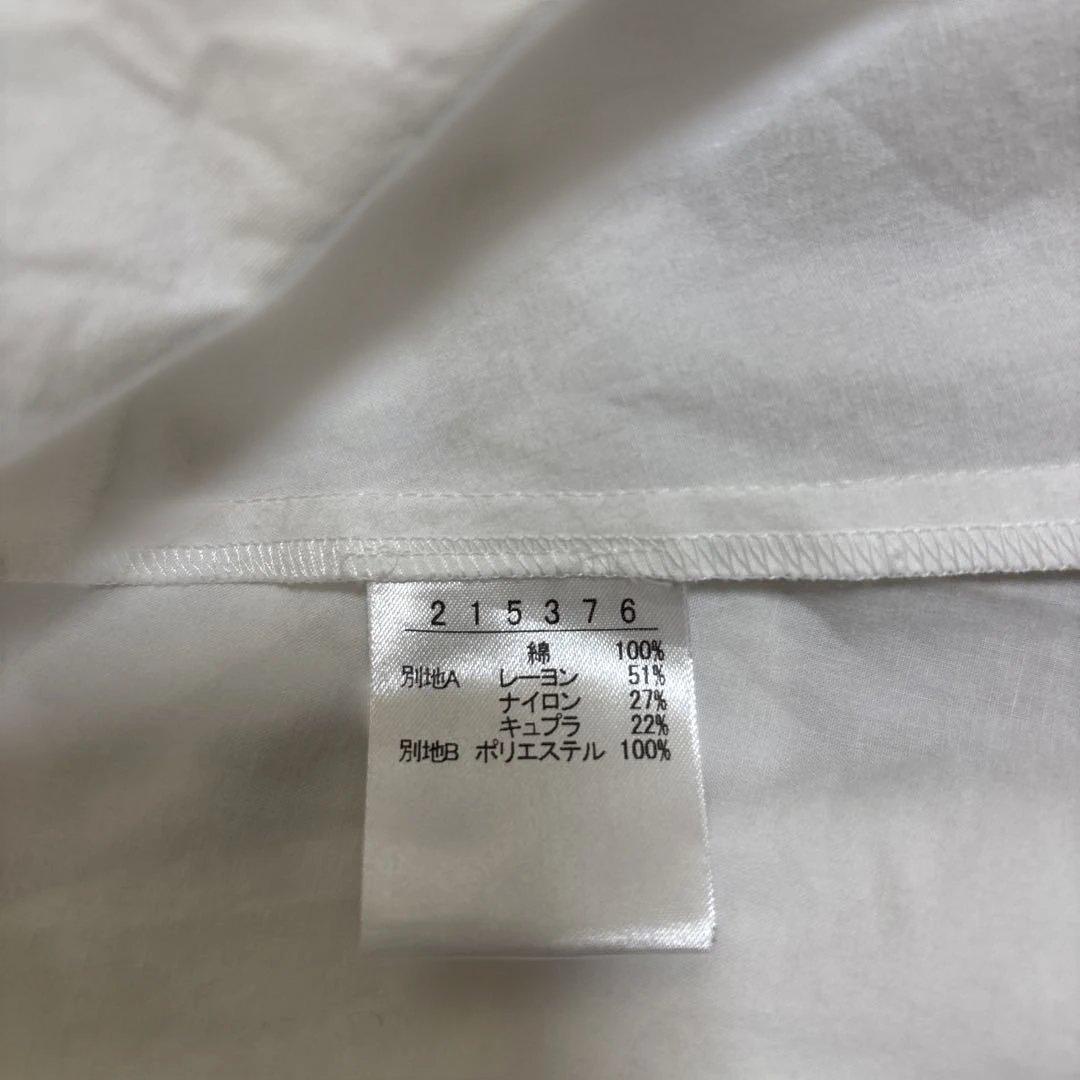 215376
綿 100%
別地A レーヨン 51%
ナイロン 27%
キュプラ 22%
別地B ポリエステル 100%